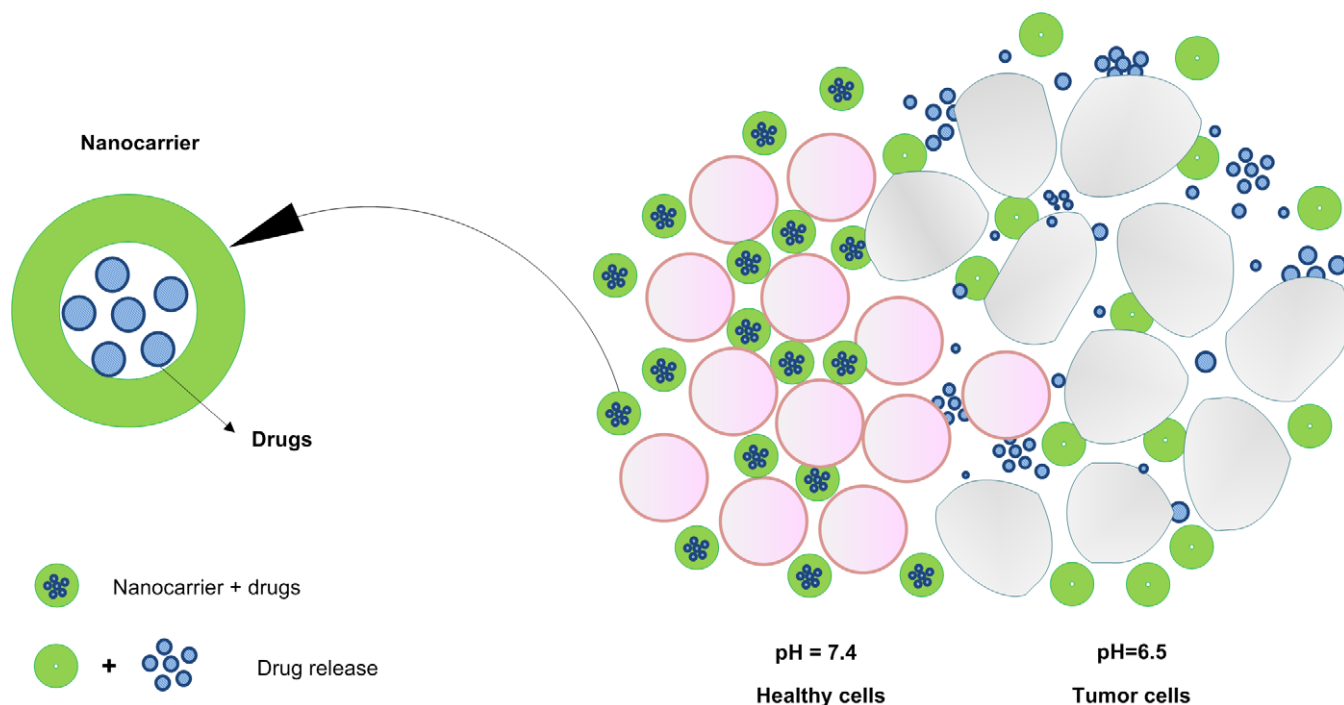 Nanocarrier
Drugs
Nanocarrier + drugs
+
Drug release
pH = 7.4
pH=6.5
Healthy cells
Tumor cells